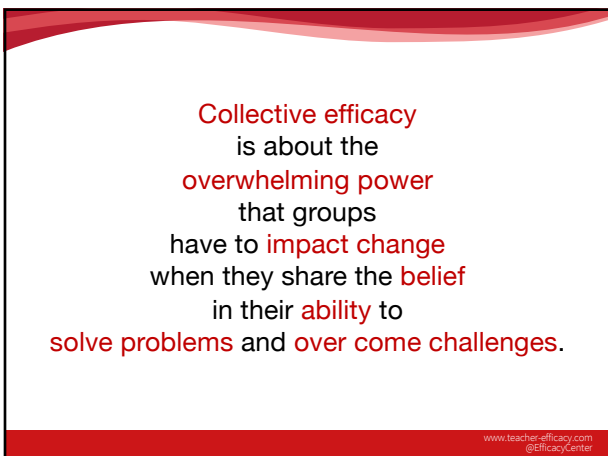 Collective efficacy
is about the
overwhelming power
that groups
have to impact change
when they share the belief
in their ability to
solve problems and over come challenges.
www.teacher-efficacy.com
@EfficacyCenter